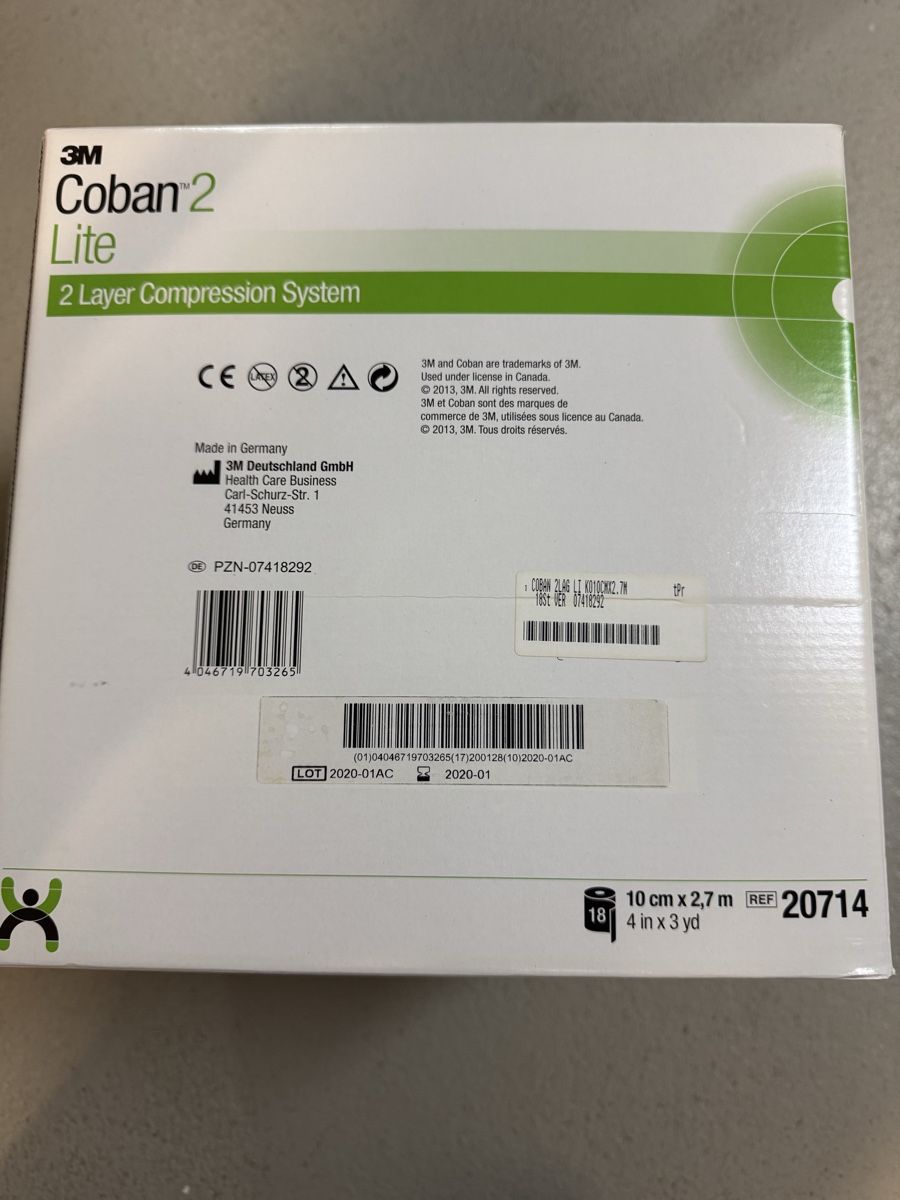 3M
Coban™2
Lite
2 Layer Compression System
CE LATEX 2
3M and Coban are trademarks of 3M.
Used under license in Canada.
© 2013, 3M. All rights reserved.
3M et Coban sont des marques de
commerce de 3M, utilisées sous licence au Canada.
© 2013, 3M. Tous droits réservés.
Made in Germany
3M Deutschland GmbH
Health Care Business
Carl-Schurz-Str. 1
41453 Neuss
Germany
DE PZN-07418292
4 046719 703265
1 COBAN 2LAG LI KO10CMX2.7M tPr
18St VER 07418292
(01)04046719703265(17)200128(10)2020-01AC
LOT 2020-01AC 2020-01
18
10 cm x 2,7 m REF 20714
4 in x 3 yd